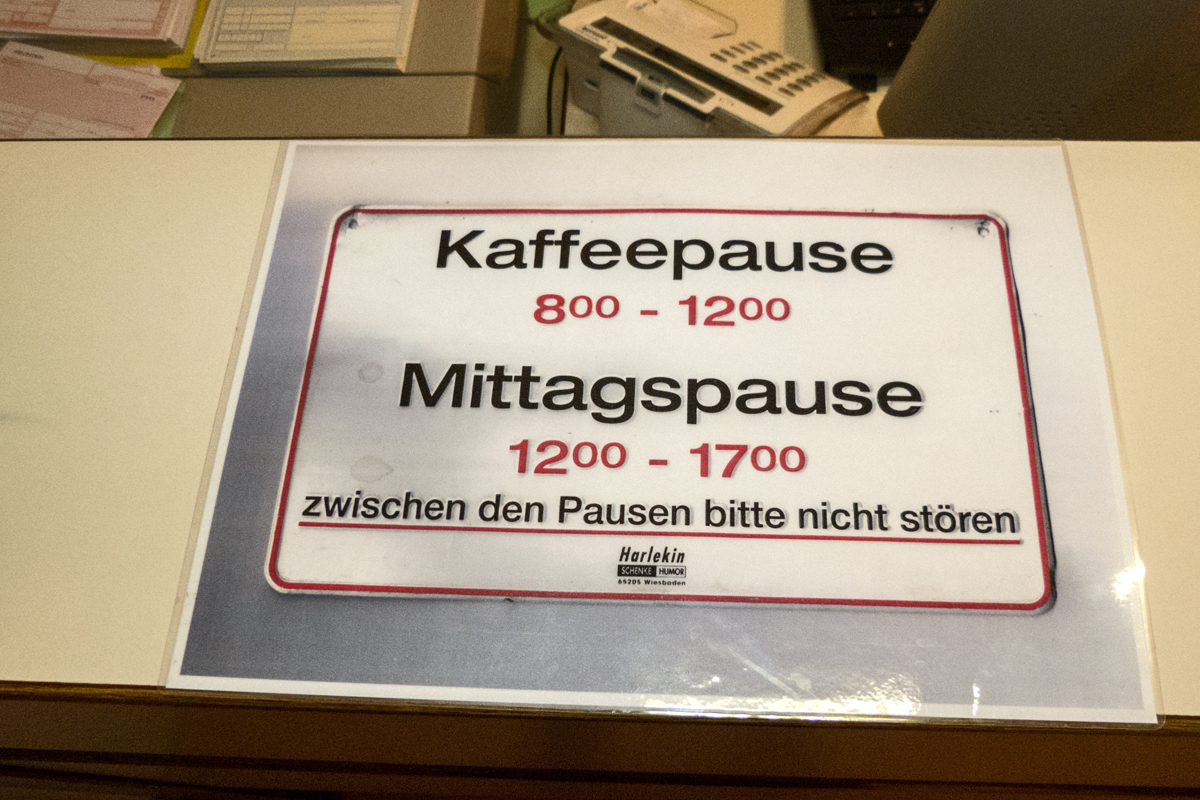 Kaffeepause
800 - 1200
Mittagspause
1200 - 1700
zwischen den Pausen bitte nicht stören
Harlekin
SCHENKE HUMOR
65205 Wiesbaden